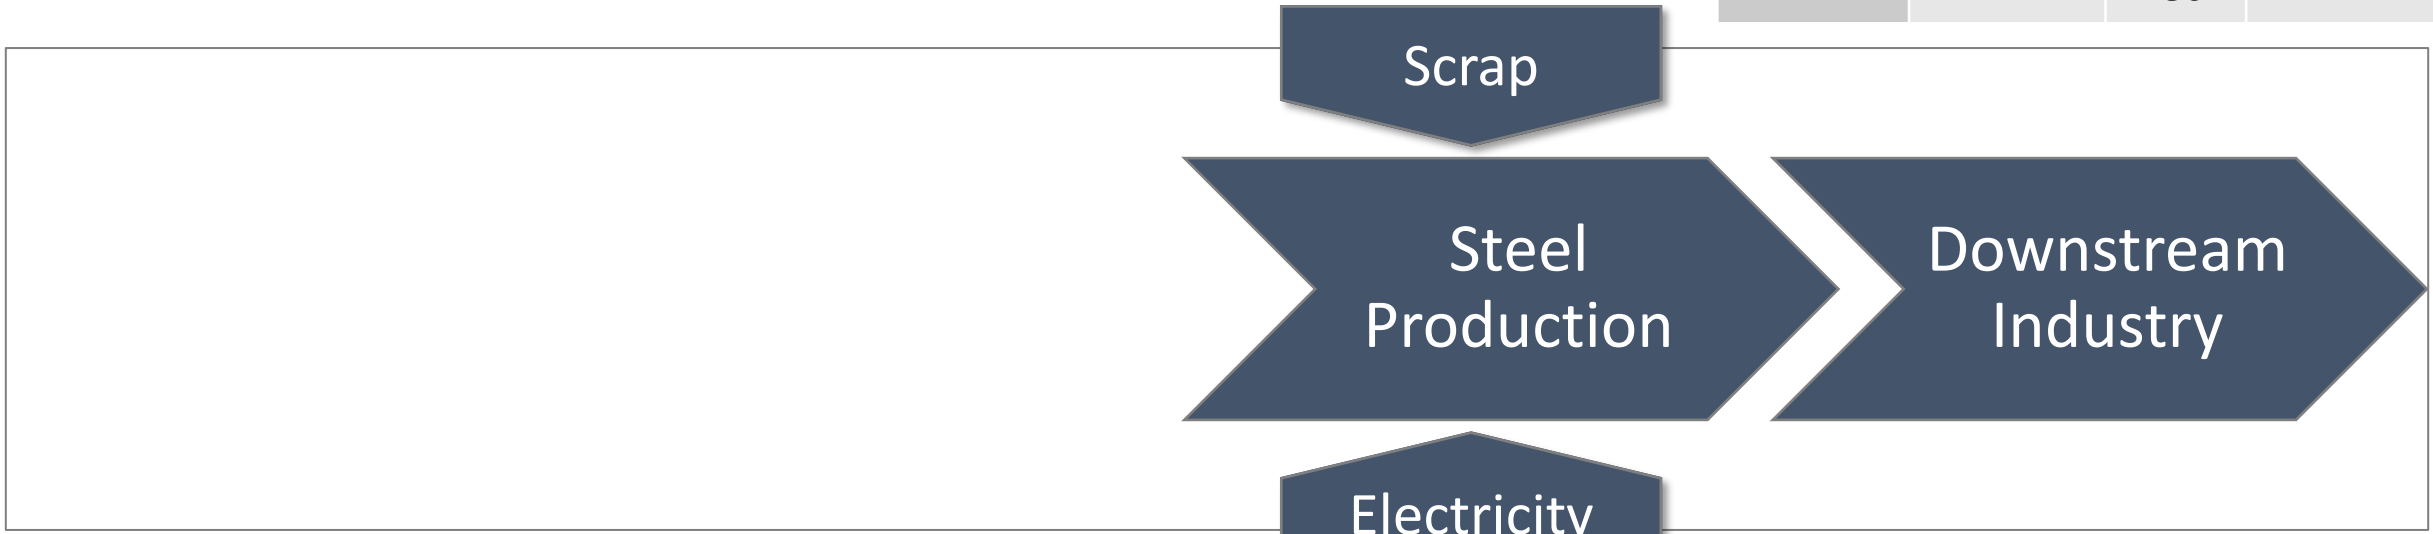 Scrap
Steel
Production
Downstream
Industry
Electricity